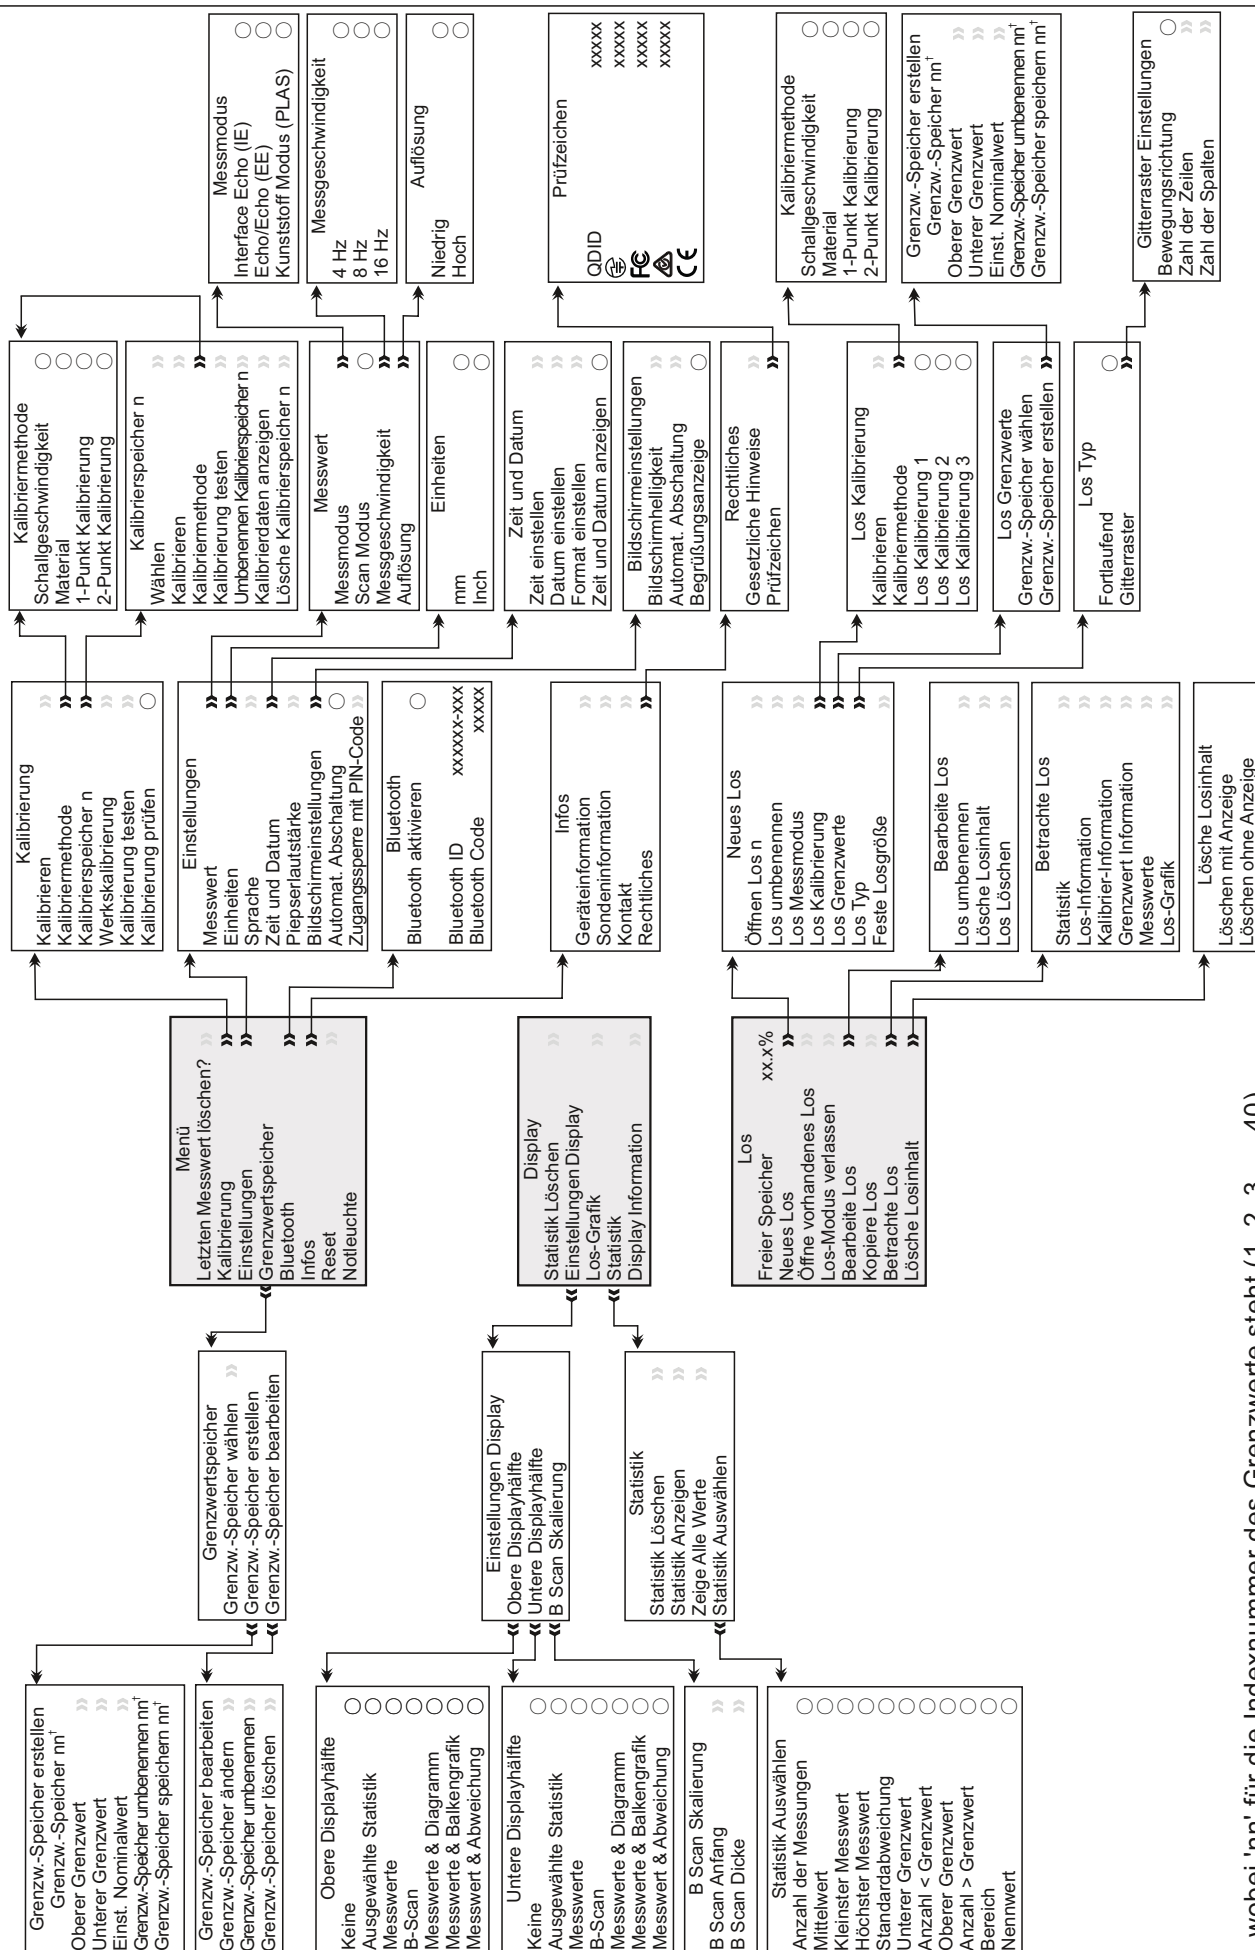 Grenzw.-Speicher erstellen
Grenzw.-Speicher nn†
Oberer Grenzwert
Unterer Grenzwert
Einst. Nominalwert
Grenzw.-Speicher umbenennen nn†
Grenzw.-Speicher speichern nn†
Grenzw.-Speicher bearbeiten
Grenzw.-Speicher ändern
Grenzw.-Speicher umbenennen
Grenzw.-Speicher löschen
Obere Displayhälfte
Keine
Ausgewählte Statistik
Messwerte
B-Scan
Messwerte & Diagramm
Messwerte & Balkengrafik
Messwert & Abweichung
Untere Displayhälfte
Keine
Ausgewählte Statistik
Messwerte
B-Scan
Messwerte & Diagramm
Messwerte & Balkengrafik
Messwert & Abweichung
B Scan Skalierung
B Scan Anfang
B Scan Dicke
Statistik Auswählen
Anzahl der Messungen
Mittelwert
Kleinster Messwert
Höchster Messwert
Standardabweichung
Unterer Grenzwert
Anzahl < Grenzwert
Oberer Grenzwert
Anzahl > Grenzwert
Bereich
Nennwert
Grenzwertspeicher
Grenzw.-Speicher wählen
Grenzw.-Speicher erstellen
Grenzw.-Speicher bearbeiten
Einstellungen Display
Obere Displayhälfte
Untere Displayhälfte
B Scan Skalierung
Statistik
Statistik Löschen
Statistik Anzeigen
Zeige Alle Werte
Statistik Auswählen
Menü
Letzten Messwert löschen?
Kalibrierung
Einstellungen
Grenzwertspeicher
Bluetooth
Infos
Reset
Notleuchte
Display
Statistik Löschen
Einstellungen Display
Los-Grafik
Statistik
Display Information
Los
Freier Speicher xx.x%
Neues Los
Öffne vorhandenes Los
Los-Modus verlassen
Bearbeite Los
Kopiere Los
Betrachte Los
Lösche Losinhalt
Kalibrierung
Kalibrieren
Kalibriermethode
Kalibrierspeicher n
Werkskalibrierung
Kalibrierung testen
Kalibrierung prüfen
Einstellungen
Messwert
Einheiten
Sprache
Zeit und Datum
Piepserlautstärke
Bildschirmeinstellungen
Automat. Abschaltung
Zugangssperre mit PIN-Code
Bluetooth
Bluetooth aktivieren
Bluetooth ID xxxxxx-xxx
Bluetooth Code xxxxx
Infos
Geräteinformation
Sondeninformation
Kontakt
Rechtliches
Neues Los
Öffnen Los n
Los umbenennen
Los Messmodus
Los Kalibrierung
Los Grenzwerte
Los Typ
Feste Losgröße
Bearbeite Los
Los umbenennen
Lösche Losinhalt
Los Löschen
Betrachte Los
Statistik
Los-Information
Kalibrier-Information
Grenzwert Information
Messwerte
Los-Grafik
Lösche Losinhalt
Löschen mit Anzeige
Löschen ohne Anzeige
Kalibriermethode
Schallgeschwindigkeit
Material
1-Punkt Kalibrierung
2-Punkt Kalibrierung
Kalibrierspeicher n
Wählen
Kalibrieren
Kalibriermethode
Kalibrierung testen
Umbenennen Kalibrierspeicher n
Kalibrierdaten anzeigen
Lösche Kalibrierspeicher n
Messwert
Messmodus
Scan Modus
Messgeschwindigkeit
Auflösung
Einheiten
mm
Inch
Zeit und Datum
Zeit einstellen
Datum einstellen
Format einstellen
Zeit und Datum anzeigen
Bildschirmeinstellungen
Bildschirmhelligkeit
Automat. Abschaltung
Begrüßungsanzeige
Rechtliches
Gesetzliche Hinweise
Prüfzeichen
Los Kalibrierung
Kalibrieren
Kalibriermethode
Los Kalibrierung 1
Los Kalibrierung 2
Los Kalibrierung 3
Los Grenzwerte
Grenzw.-Speicher wählen
Grenzw.-Speicher erstellen
Los Typ
Fortlaufend
Gitterraster
Messmodus
Interface Echo (IE)
Echo/Echo (EE)
Kunststoff Modus (PLAS)
Messgeschwindigkeit
4 Hz
8 Hz
16 Hz
Auflösung
Niedrig
Hoch
Prüfzeichen
QDID xxxxx
xxxxx
FC xxxxx
CE xxxxx
Kalibriermethode
Schallgeschwindigkeit
Material
1-Punkt Kalibrierung
2-Punkt Kalibrierung
Grenzw.-Speicher erstellen
Grenzw.-Speicher nn†
Oberer Grenzwert
Unterer Grenzwert
Einst. Nominalwert
Grenzw.-Speicher umbenennen nn†
Grenzw.-Speicher speichern nn†
Gitterraster Einstellungen
Bewegungsrichtung
Zahl der Zeilen
Zahl der Spalten
wobei 'nn' für die Indexnummer des Grenzwerte steht (1, 2, 3 ... 40)